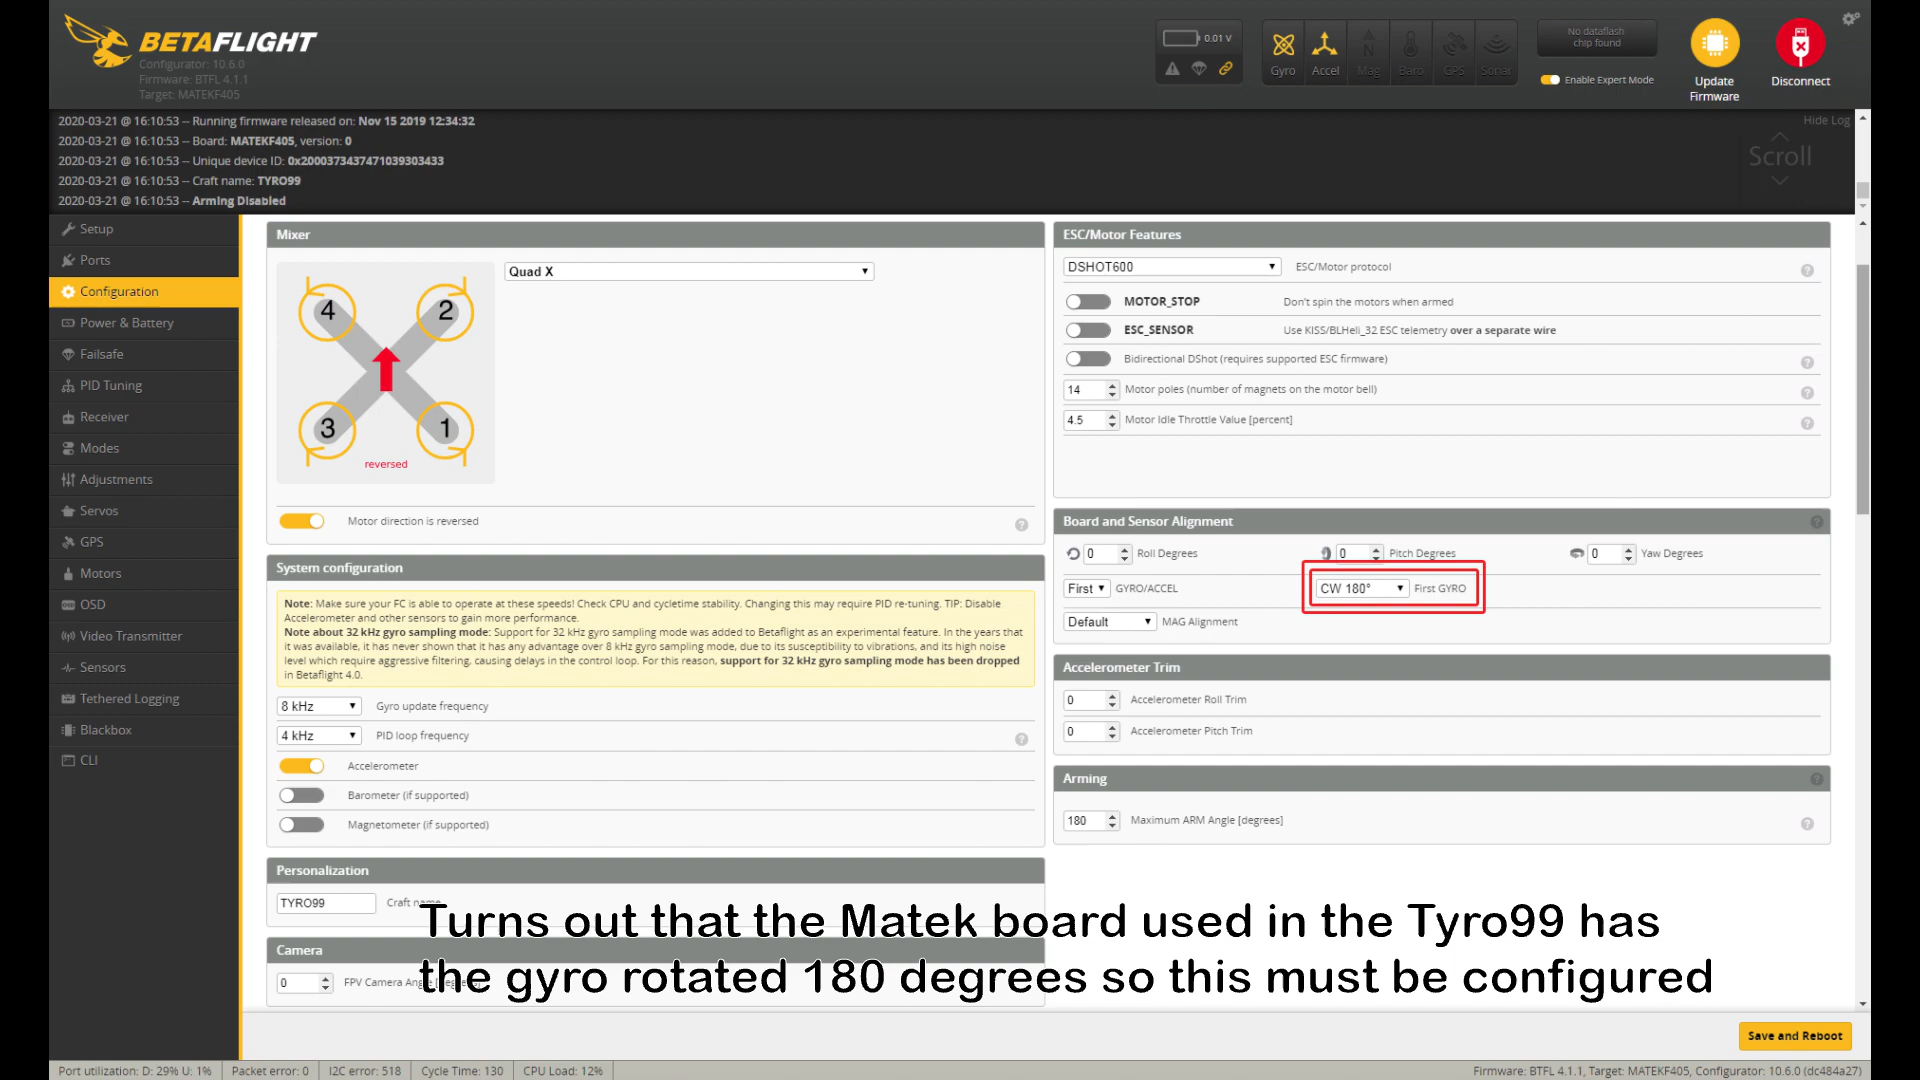 BETAFLIGHT
Configurator: 10.6.0
Firmware: BTFL 4.1.1
Target: MATEKF405
0.01 V
Gyro
Accel
Mag
Baro
GPS
Sonar
No dataflash
chip found
Enable Expert Mode
Update
Firmware
Disconnect
2020-03-21 @ 16:10:53 -- Running firmware released on: Nov 15 2019 12:34:32
2020-03-21 @ 16:10:53 -- Board: MATEKF405, version: 0
2020-03-21 @ 16:10:53 -- Unique device ID: 0x2000373437471039303433
2020-03-21 @ 16:10:53 -- Craft name: TYRO99
2020-03-21 @ 16:10:53 -- Arming Disabled
Hide Log
Scroll
Setup
Ports
Configuration
Power & Battery
Failsafe
PID Tuning
Receiver
Modes
Adjustments
Servos
GPS
Motors
OSD
Video Transmitter
Sensors
Tethered Logging
Blackbox
CLI
Mixer
Quad X
4
2
3
1
reversed
Motor direction is reversed
System configuration
Note: Make sure your FC is able to operate at these speeds! Check CPU and cycletime stability. Changing this may require PID re-tuning. TIP: Disable
Accelerometer and other sensors to gain more performance.
Note about 32 kHz gyro sampling mode: Support for 32 kHz gyro sampling mode was added to Betaflight as an experimental feature. In the years that
it was available, it has never shown that it has any advantage over 8 kHz gyro sampling mode, due to its susceptibility to vibrations, and its high noise
level which require aggressive filtering, causing delays in the control loop. For this reason, support for 32 kHz gyro sampling mode has been dropped
in Betaflight 4.0.
8 kHz Gyro update frequency
4 kHz PID loop frequency
Accelerometer
Barometer (if supported)
Magnetometer (if supported)
Personalization
TYRO99 Craft name
Camera
0 FPV Camera Angle
ESC/Motor Features
DSHOT600 ESC/Motor protocol
MOTOR_STOP Don't spin the motors when armed
ESC_SENSOR Use KISS/BLHeli_32 ESC telemetry over a separate wire
Bidirectional DShot (requires supported ESC firmware)
14 Motor poles (number of magnets on the motor bell)
4.5 Motor Idle Throttle Value [percent]
Board and Sensor Alignment
0 Roll Degrees 0 Pitch Degrees 0 Yaw Degrees
First GYRO/ACCEL CW 180° First GYRO
Default MAG Alignment
Accelerometer Trim
0 Accelerometer Roll Trim
0 Accelerometer Pitch Trim
Arming
180 Maximum ARM Angle [degrees]
Turns out that the Matek board used in the Tyro99 has
the gyro rotated 180 degrees so this must be configured
Save and Reboot
Port utilization: D: 29% U: 1% Packet error: 0 I2C error: 518 Cycle Time: 130 CPU Load: 12% Firmware: BTFL 4.1.1, Target: MATEKF405, Configurator: 10.6.0 (dc484a27)